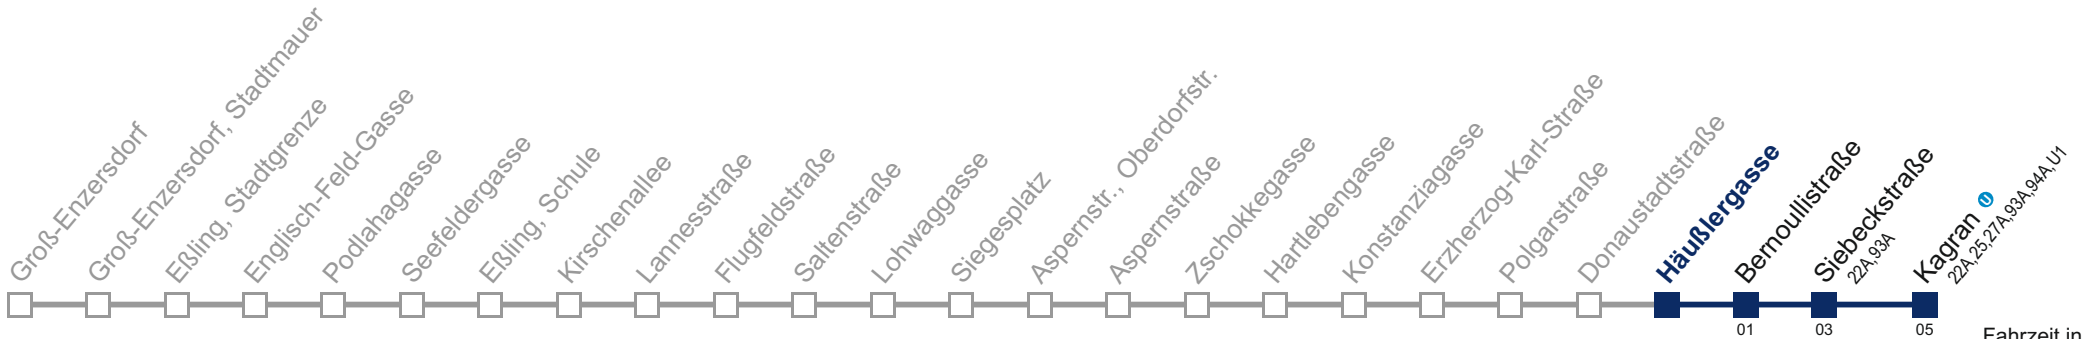 Groß-Enzersdorf
Groß-Enzersdorf, Stadtmauer
Eßling, Stadtgrenze
Englisch-Feld-Gasse
Podlahagasse
Seefeldergasse
Eßling, Schule
Kirschenallee
Lannesstraße
Flugfeldstraße
Saltenstraße
Lohwaggasse
Siegesplatz
Aspernstr., Oberdorfstr.
Aspernstraße
Zschokkegasse
Hartlebengasse
Konstanziagasse
Erzherzog-Karl-Straße
Polgarstraße
Donaustadtstraße
Häußlergasse
Bernoullistraße
Siebeckstraße
22A,93A
Kagran U
22A,25,27A,93A,94A,U1
01
03
05
Fahrzeit in